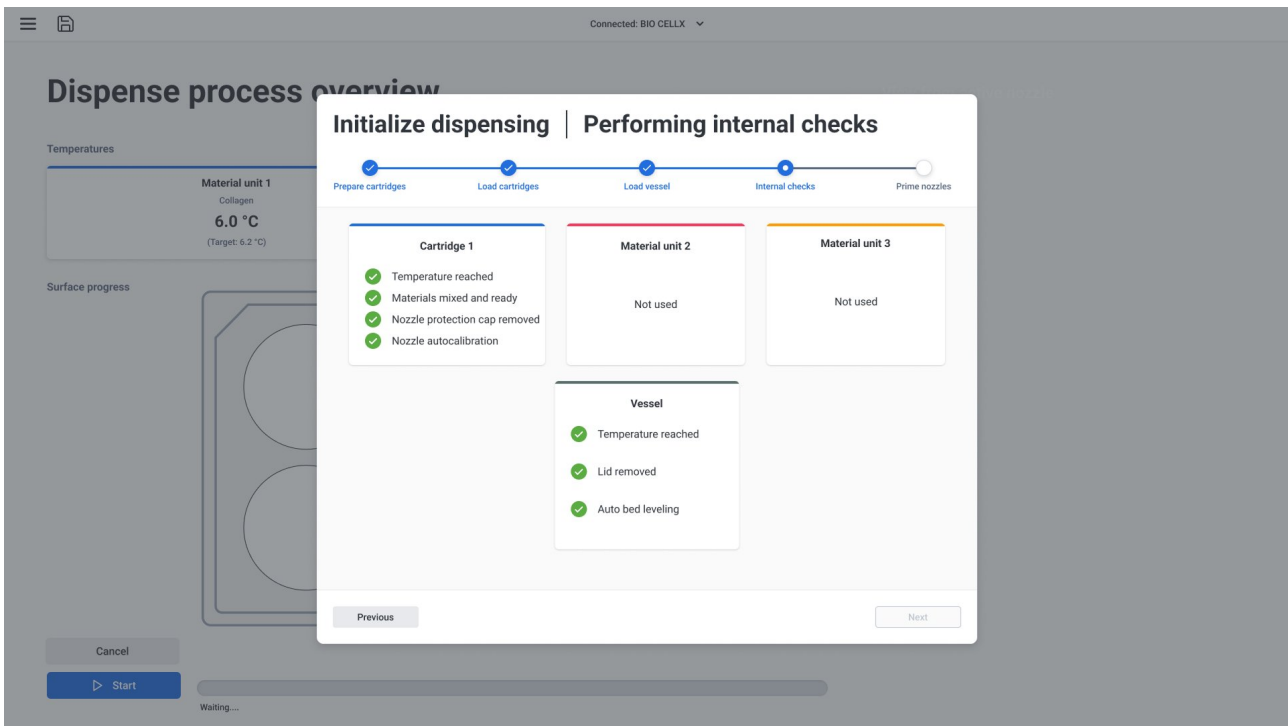 Connected: BIO CELLX
Dispense process overview
Temperatures
Material unit 1
Collagen
6.0 °C
(Target: 6.2 °C)
Surface progress
Initialize dispensing | Performing internal checks
Prepare cartridges
Load cartridges
Load vessel
Internal checks
Prime nozzles
Cartridge 1
Temperature reached
Materials mixed and ready
Nozzle protection cap removed
Nozzle autocalibration
Material unit 2
Not used
Material unit 3
Not used
Vessel
Temperature reached
Lid removed
Auto bed leveling
Previous
Next
Cancel
Start
Waiting....